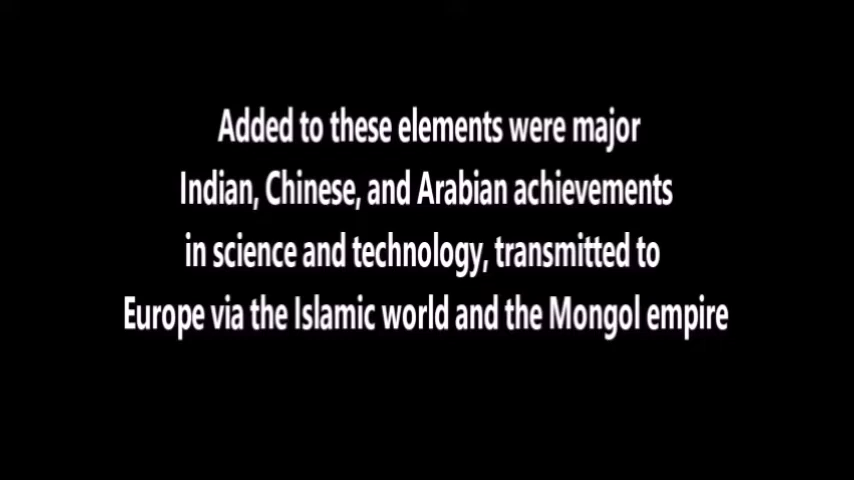 Added to these elements were major
Indian, Chinese, and Arabian achievements
in science and technology, transmitted to
Europe via the Islamic world and the Mongol empire